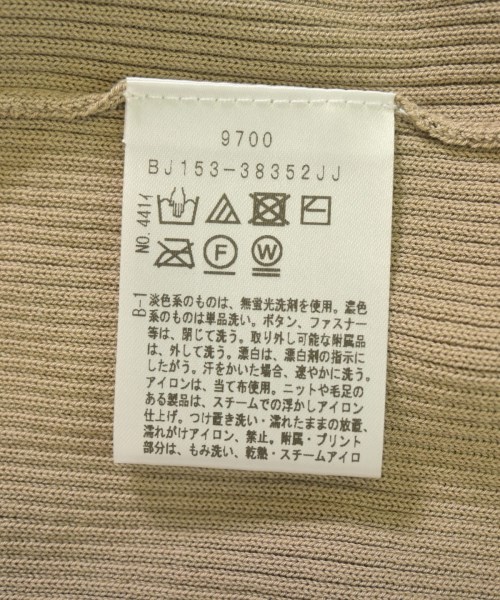 9700
BJ153-38352JJ
F
W
NO.441イ
B-1
淡色系のものは、無蛍光洗剤を使用。濃色
系のものは単品洗い。ボタン、ファスナー
等は、閉じて洗う。取り外し可能な附属品
は、外して洗う。漂白は、漂白剤の指示に
したがう。汗をかいた場合、速やかに洗う。
アイロンは、当て布使用。ニットや毛足の
ある製品は、スチームでの浮かしアイロン
仕上げ。つけ置き洗い・濡れたままの放置、
濡れがけアイロン、禁止。附属・プリント
部分は、もみ洗い、乾熱・スチームアイロ